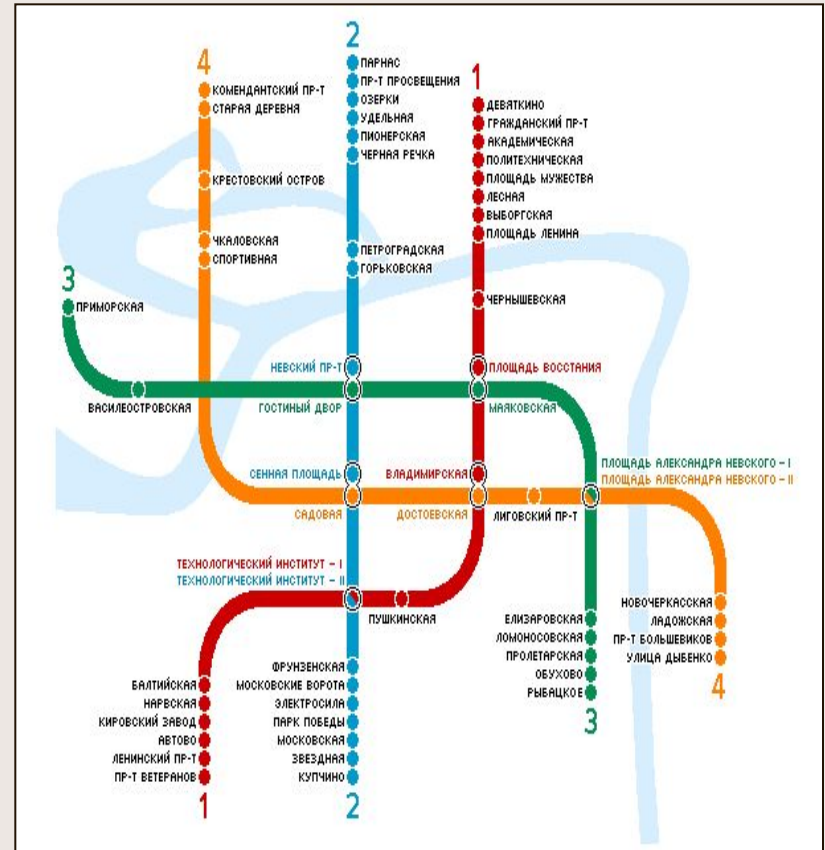 2
ПАРНАС
ПР-Т ПРОСВЕЩЕНИЯ
ОЗЕРКИ
УДЕЛЬНАЯ
ПИОНЕРСКАЯ
ЧЕРНАЯ РЕЧКА
ПЕТРОГРАДСКАЯ
ГОРЬКОВСКАЯ
4
КОМЕНДАНТСКИЙ ПР-Т
СТАРАЯ ДЕРЕВНЯ
КРЕСТОВСКИЙ ОСТРОВ
ЧКАЛОВСКАЯ
СПОРТИВНАЯ
1
ДЕВЯТКИНО
ГРАЖДАНСКИЙ ПР-Т
АКАДЕМИЧЕСКАЯ
ПОЛИТЕХНИЧЕСКАЯ
ПЛОЩАДЬ МУЖЕСТВА
ЛЕСНАЯ
ВЫБОРГСКАЯ
ПЛОЩАДЬ ЛЕНИНА
ЧЕРНЫШЕВСКАЯ
3
ПРИМОРСКАЯ
ВАСИЛЕОСТРОВСКАЯ
НЕВСКИЙ ПР-Т
ГОСТИНЫЙ ДВОР
ПЛОЩАДЬ ВОССТАНИЯ
МАЯКОВСКАЯ
СЕННАЯ ПЛОЩАДЬ
САДОВАЯ
ВЛАДИМИРСКАЯ
ДОСТОЕВСКАЯ
ЛИГОВСКИЙ ПР-Т
ПЛОЩАДЬ АЛЕКСАНДРА НЕВСКОГО - I
ПЛОЩАДЬ АЛЕКСАНДРА НЕВСКОГО - II
ТЕХНОЛОГИЧЕСКИЙ ИНСТИТУТ - I
ТЕХНОЛОГИЧЕСКИЙ ИНСТИТУТ - II
ПУШКИНСКАЯ
БАЛТИЙСКАЯ
НАРВСКАЯ
КИРОВСКИЙ ЗАВОД
АВТОВО
ЛЕНИНСКИЙ ПР-Т
ПР-Т ВЕТЕРАНОВ
1
ФРУНЗЕНСКАЯ
МОСКОВСКИЕ ВОРОТА
ЭЛЕКТРОСИЛА
ПАРК ПОБЕДЫ
МОСКОВСКАЯ
ЗВЕЗДНАЯ
КУПЧИНО
2
ЕЛИЗАРОВСКАЯ
ЛОМОНОСОВСКАЯ
ПРОЛЕТАРСКАЯ
ОБУХОВО
РЫБАЦКОЕ
3
НОВОЧЕРКАССКАЯ
ЛАДОЖСКАЯ
ПР-Т БОЛЬШЕВИКОВ
УЛИЦА ДЫБЕНКО
4